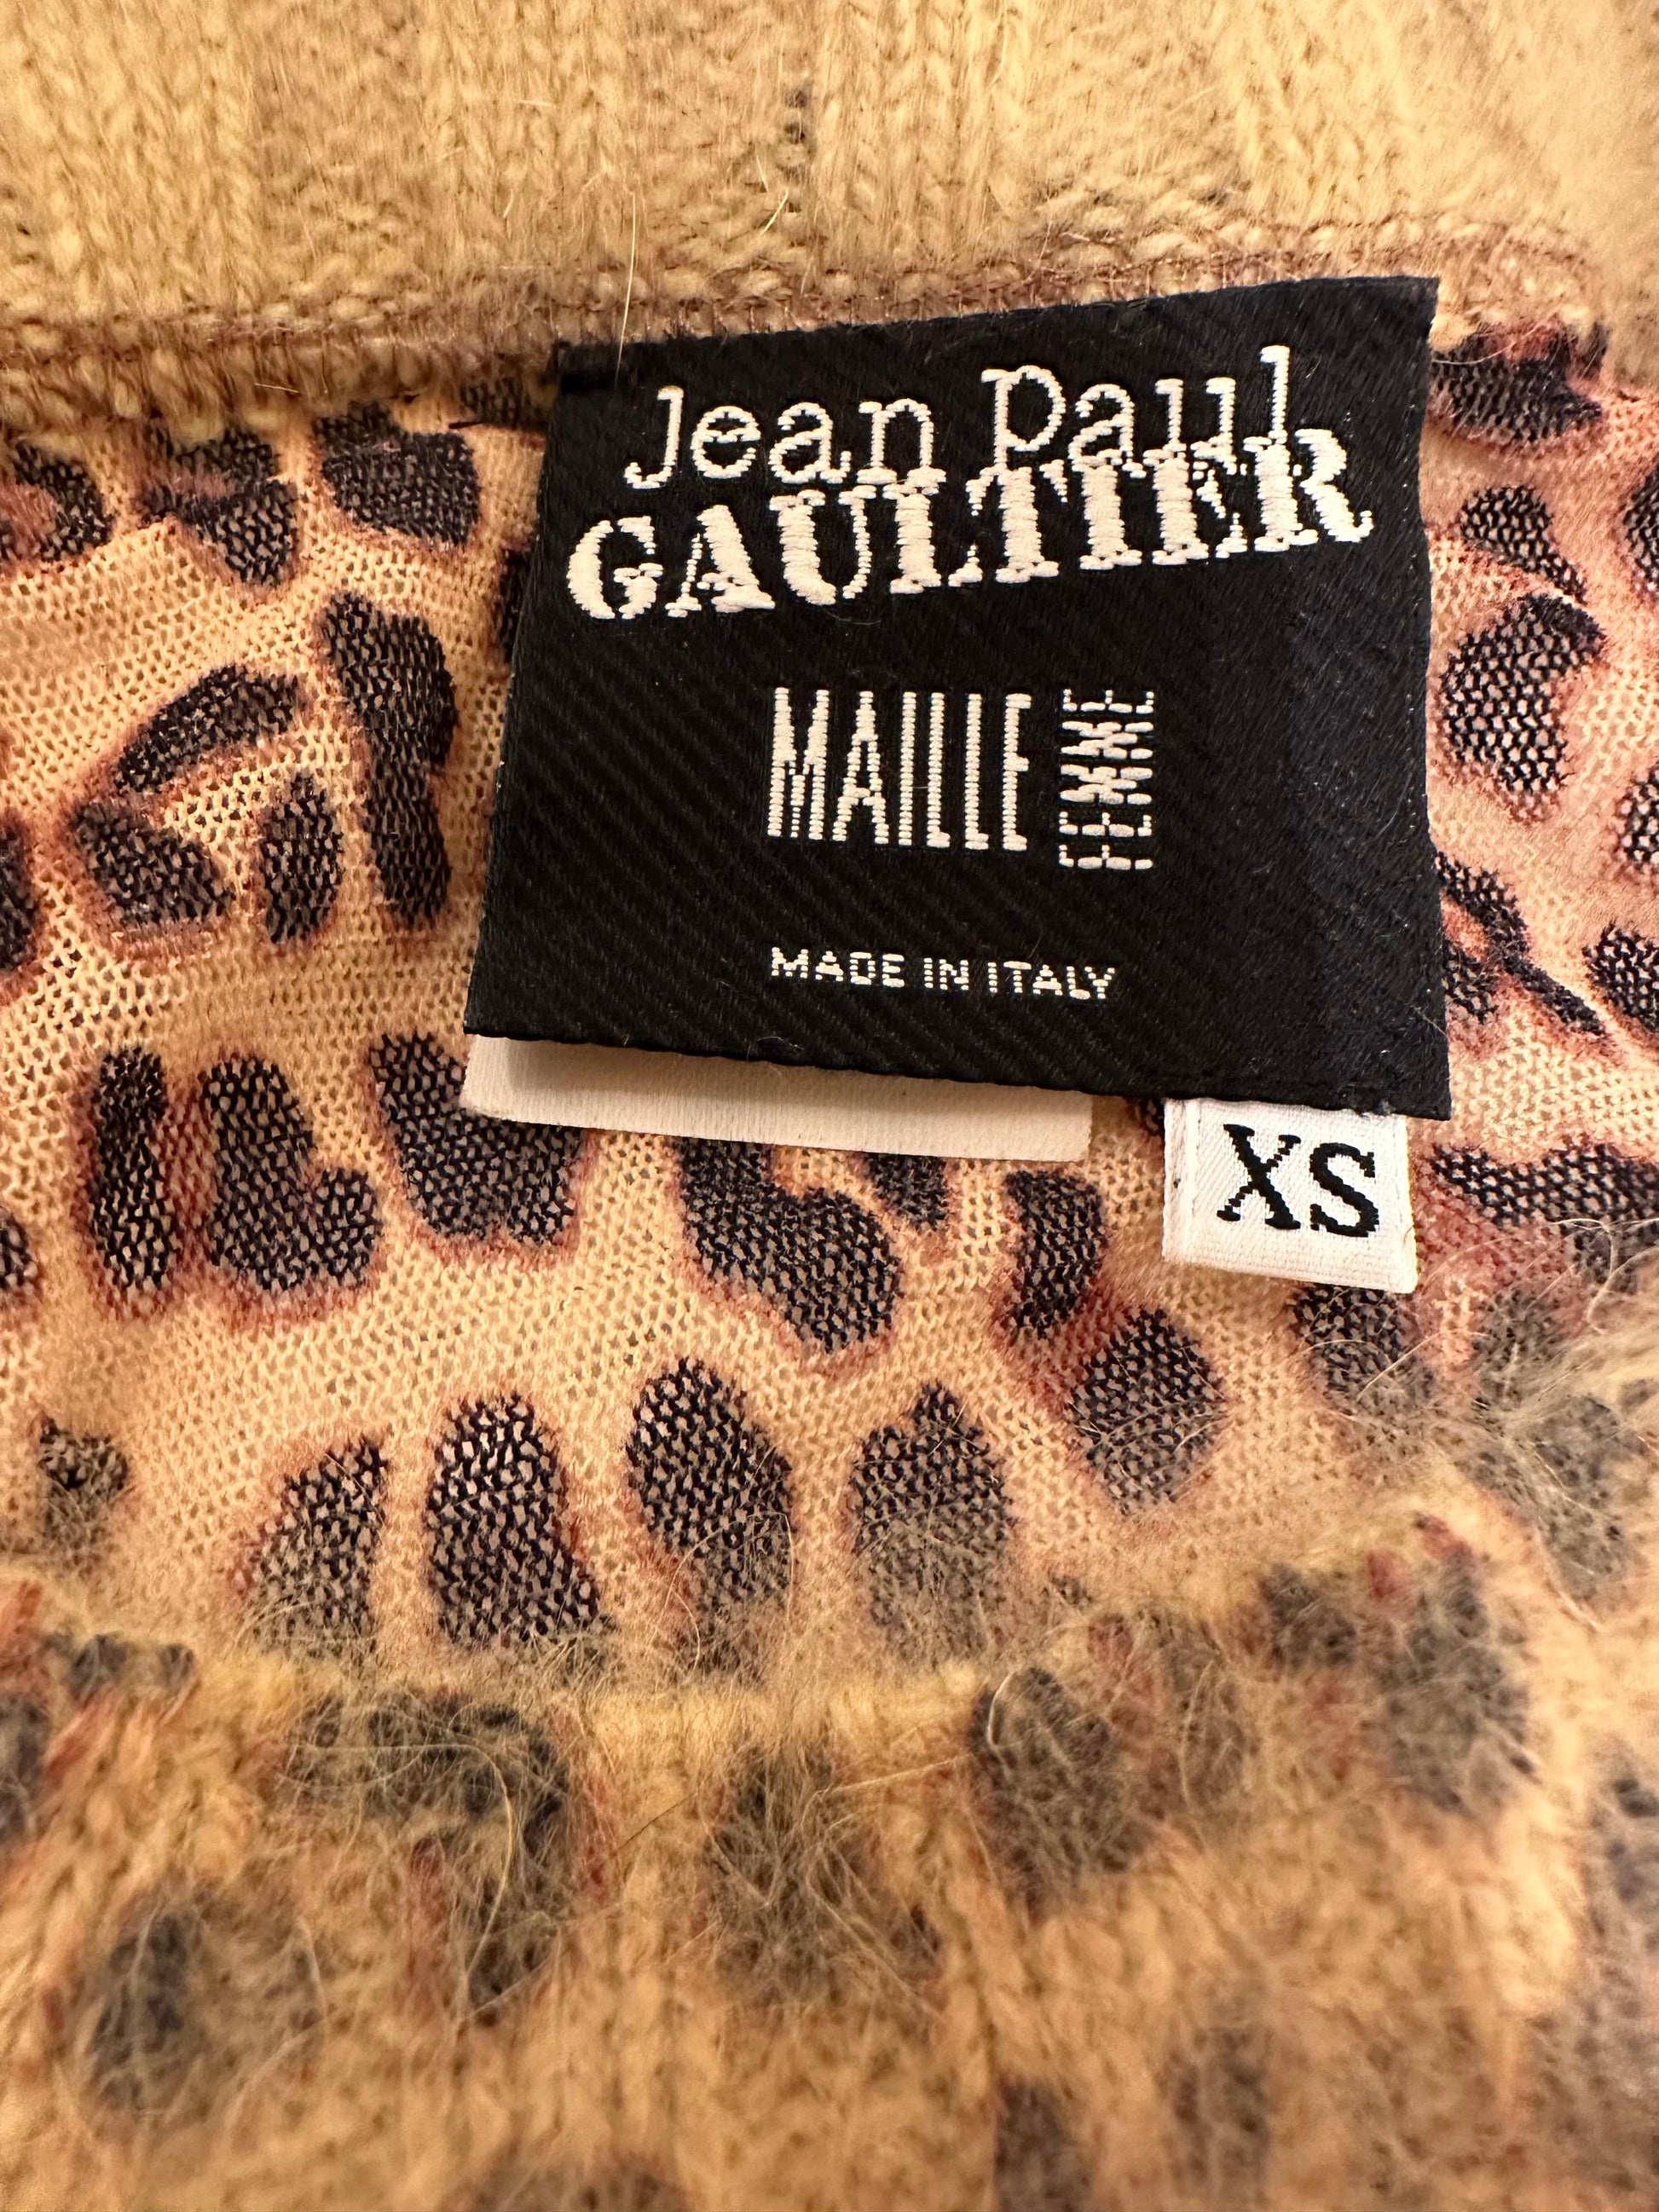 Jean Paul
GAULTIER
MAILLE FEMME
MADE IN ITALY
XS